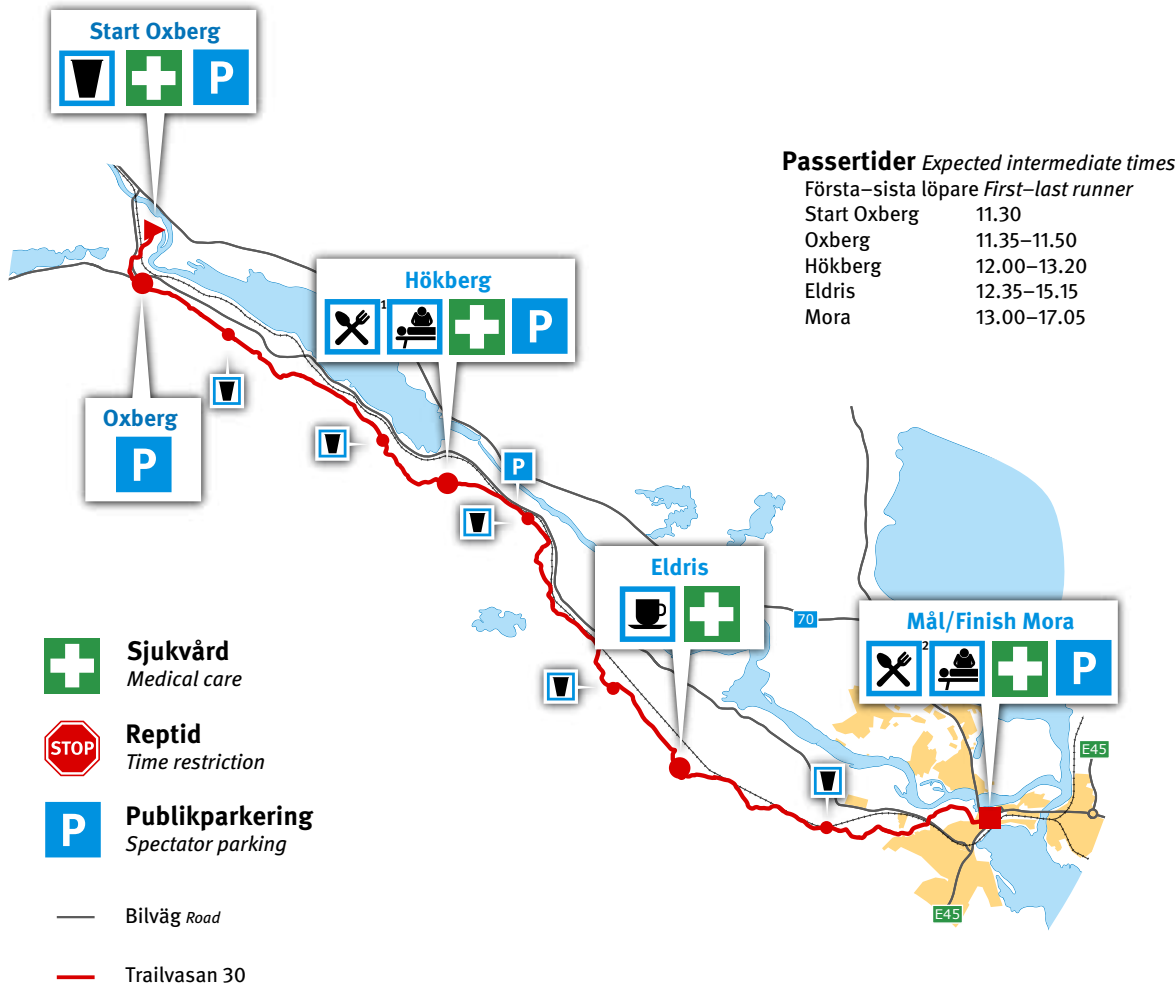 Start Oxberg
P
Passertider Expected intermediate times
Första–sista löpare First–last runner
Start Oxberg 11.30
Oxberg 11.35–11.50
Hökberg 12.00–13.20
Eldris 12.35–15.15
Mora 13.00–17.05
Hökberg
1
P
Oxberg
P
P
Eldris
70
Mål/Finish Mora
2
P
E45
E45
Sjukvård
Medical care
STOP
Reptid
Time restriction
P
Publikparkering
Spectator parking
Bilväg Road
Trailvasan 30